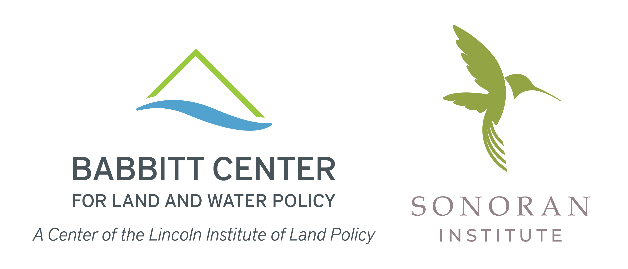 BABBITT CENTER
FOR LAND AND WATER POLICY
A Center of the Lincoln Institute of Land Policy
SONORAN
INSTITUTE